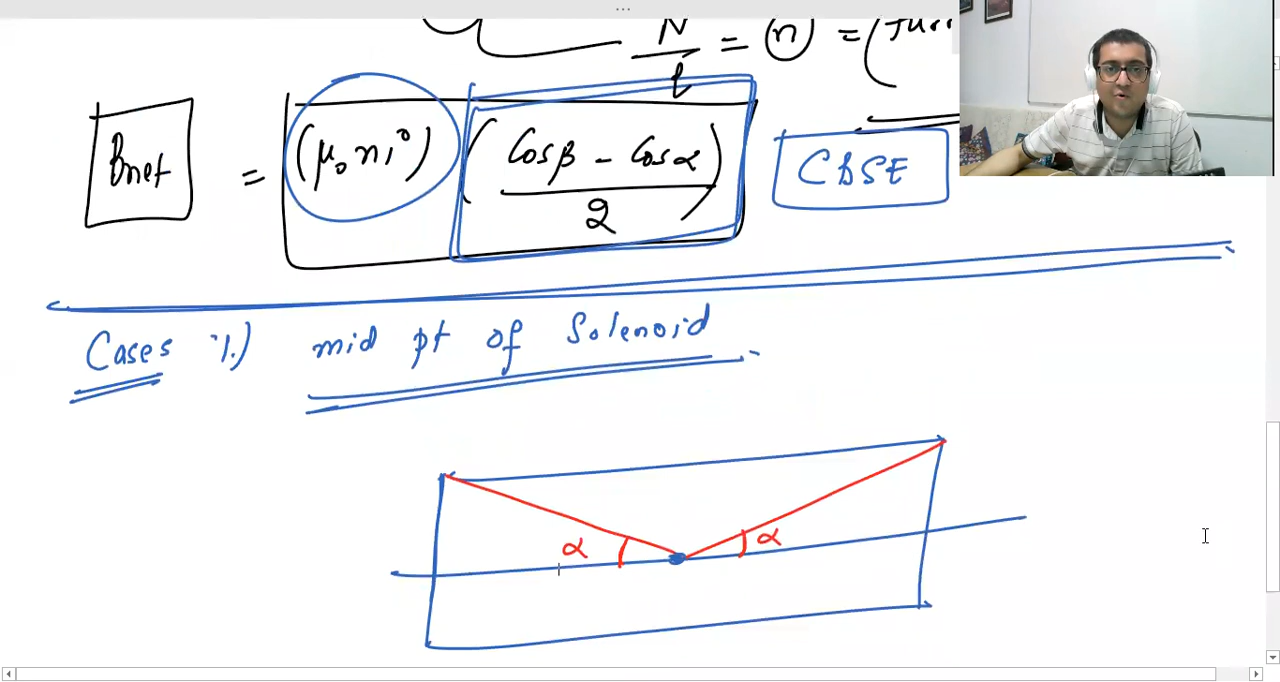 N/l = n =
Bnet = (μ₀ni) (Cosβ - Cosα)/2 CBSE
Cases 1.) mid pt of Solenoid
α α